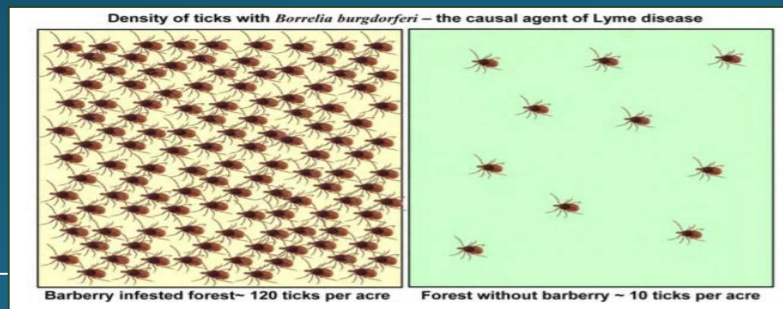 Density of ticks with Borrelia burgdorferi – the causal agent of Lyme disease
Barberry infested forest~ 120 ticks per acre
Forest without barberry ~ 10 ticks per acre